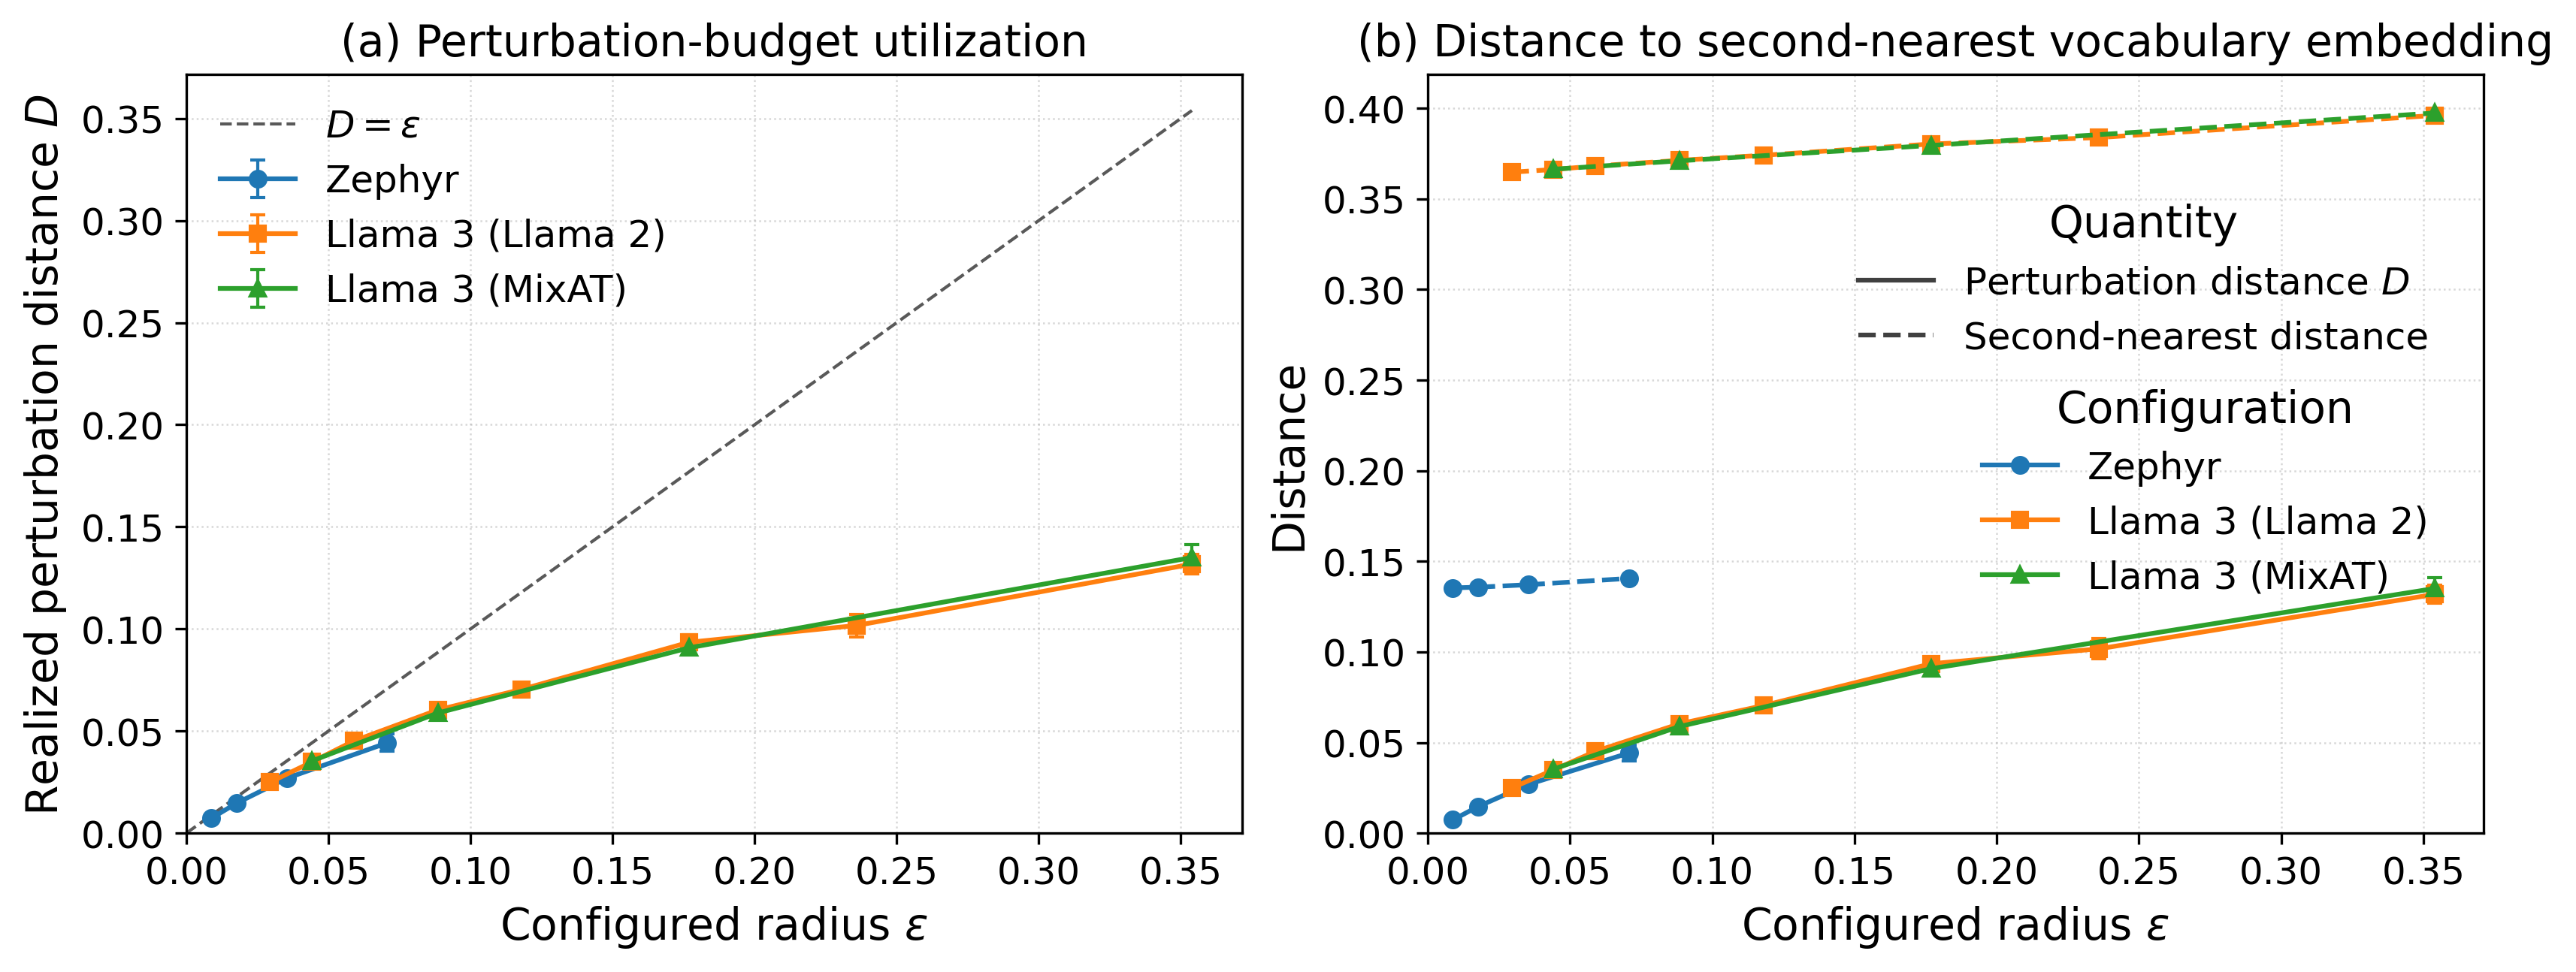 (a) Perturbation-budget utilization
Realized perturbation distance D
0.35
0.30
0.25
0.20
0.15
0.10
0.05
0.00
D = ε
Zephyr
Llama 3 (Llama 2)
Llama 3 (MixAT)
0.00 0.05 0.10 0.15 0.20 0.25 0.30 0.35
Configured radius ε
(b) Distance to second-nearest vocabulary embedding
Distance
0.40
0.35
0.30
0.25
0.20
0.15
0.10
0.05
0.00
Quantity
Perturbation distance D
Second-nearest distance
Configuration
Zephyr
Llama 3 (Llama 2)
Llama 3 (MixAT)
0.00 0.05 0.10 0.15 0.20 0.25 0.30 0.35
Configured radius ε